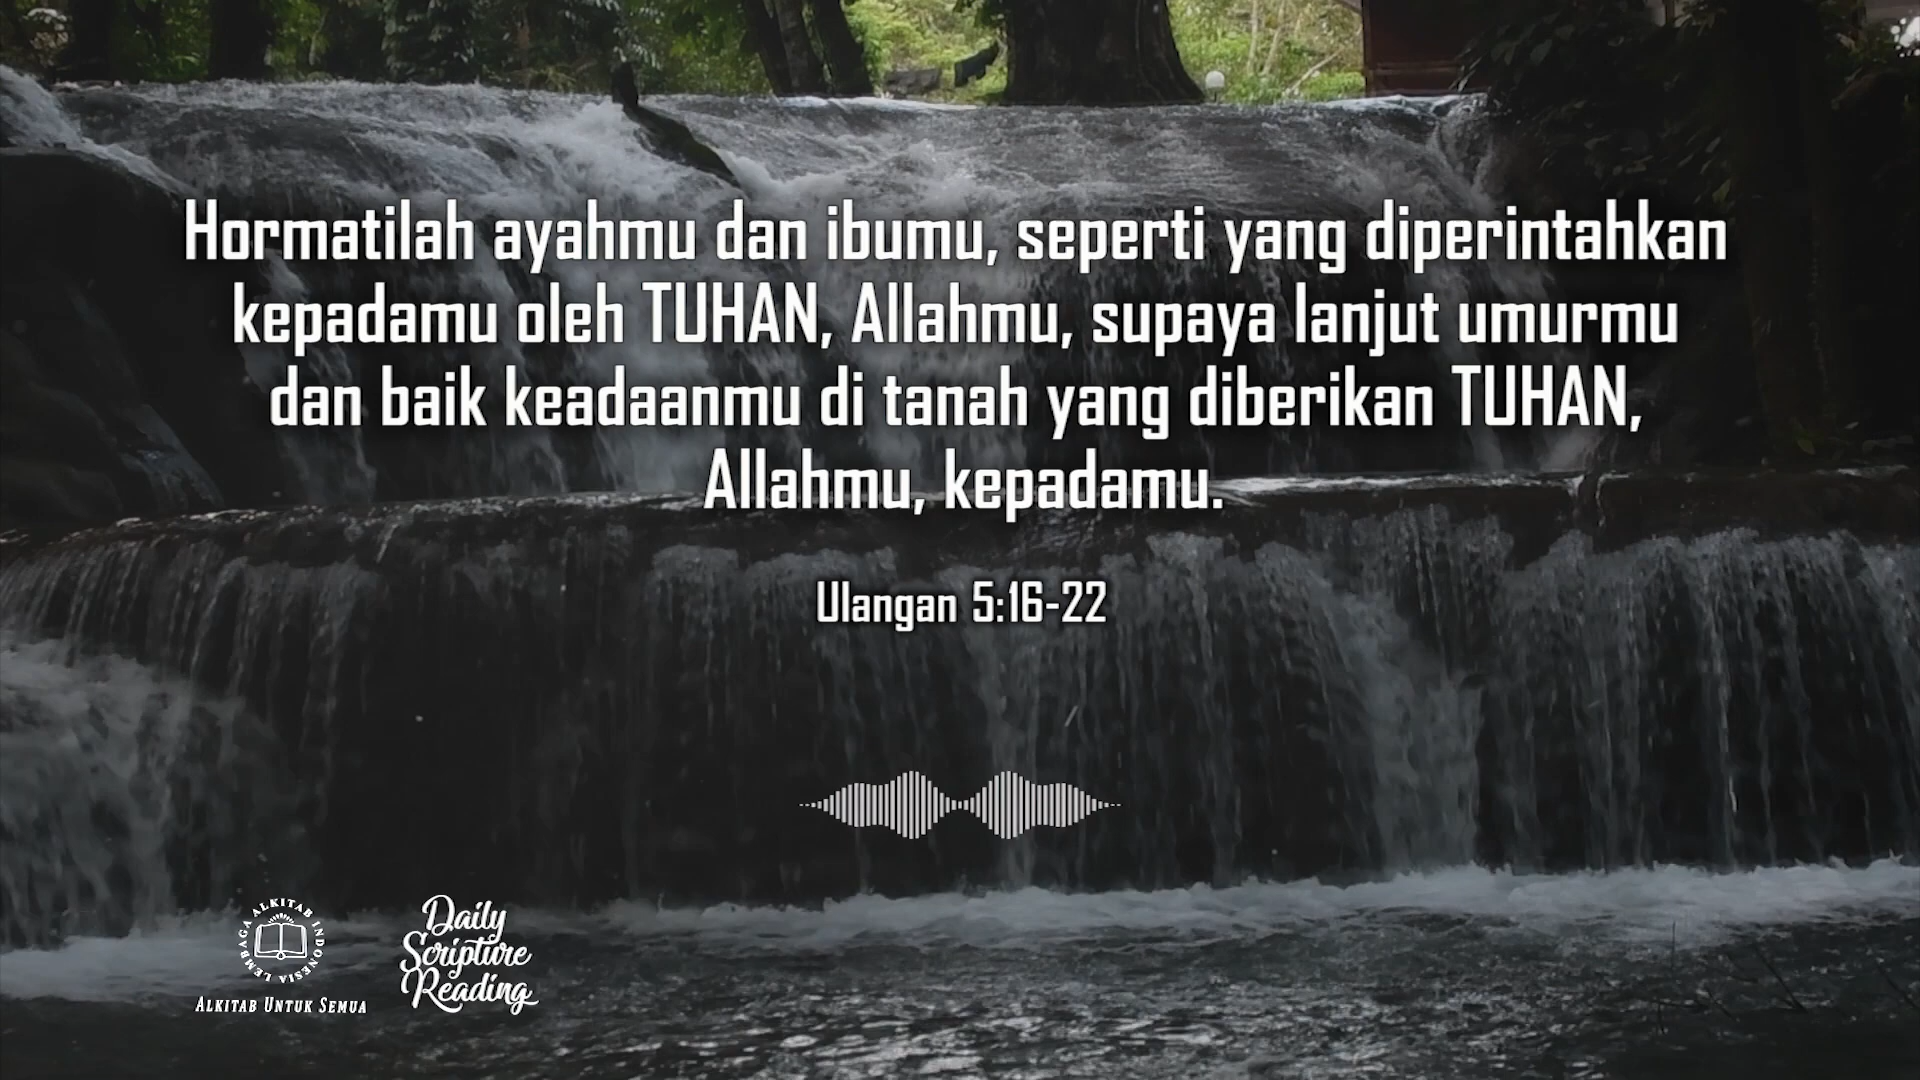 Hormatilah ayahmu dan ibumu, seperti yang diperintahkan
kepadamu oleh TUHAN, Allahmu, supaya lanjut umurmu
dan baik keadaanmu di tanah yang diberikan TUHAN,
Allahmu, kepadamu.
Ulangan 5:16-22
LEMBAGA ALKITAB INDONESIA
ALKITAB UNTUK SEMUA
Daily
Scripture
Reading